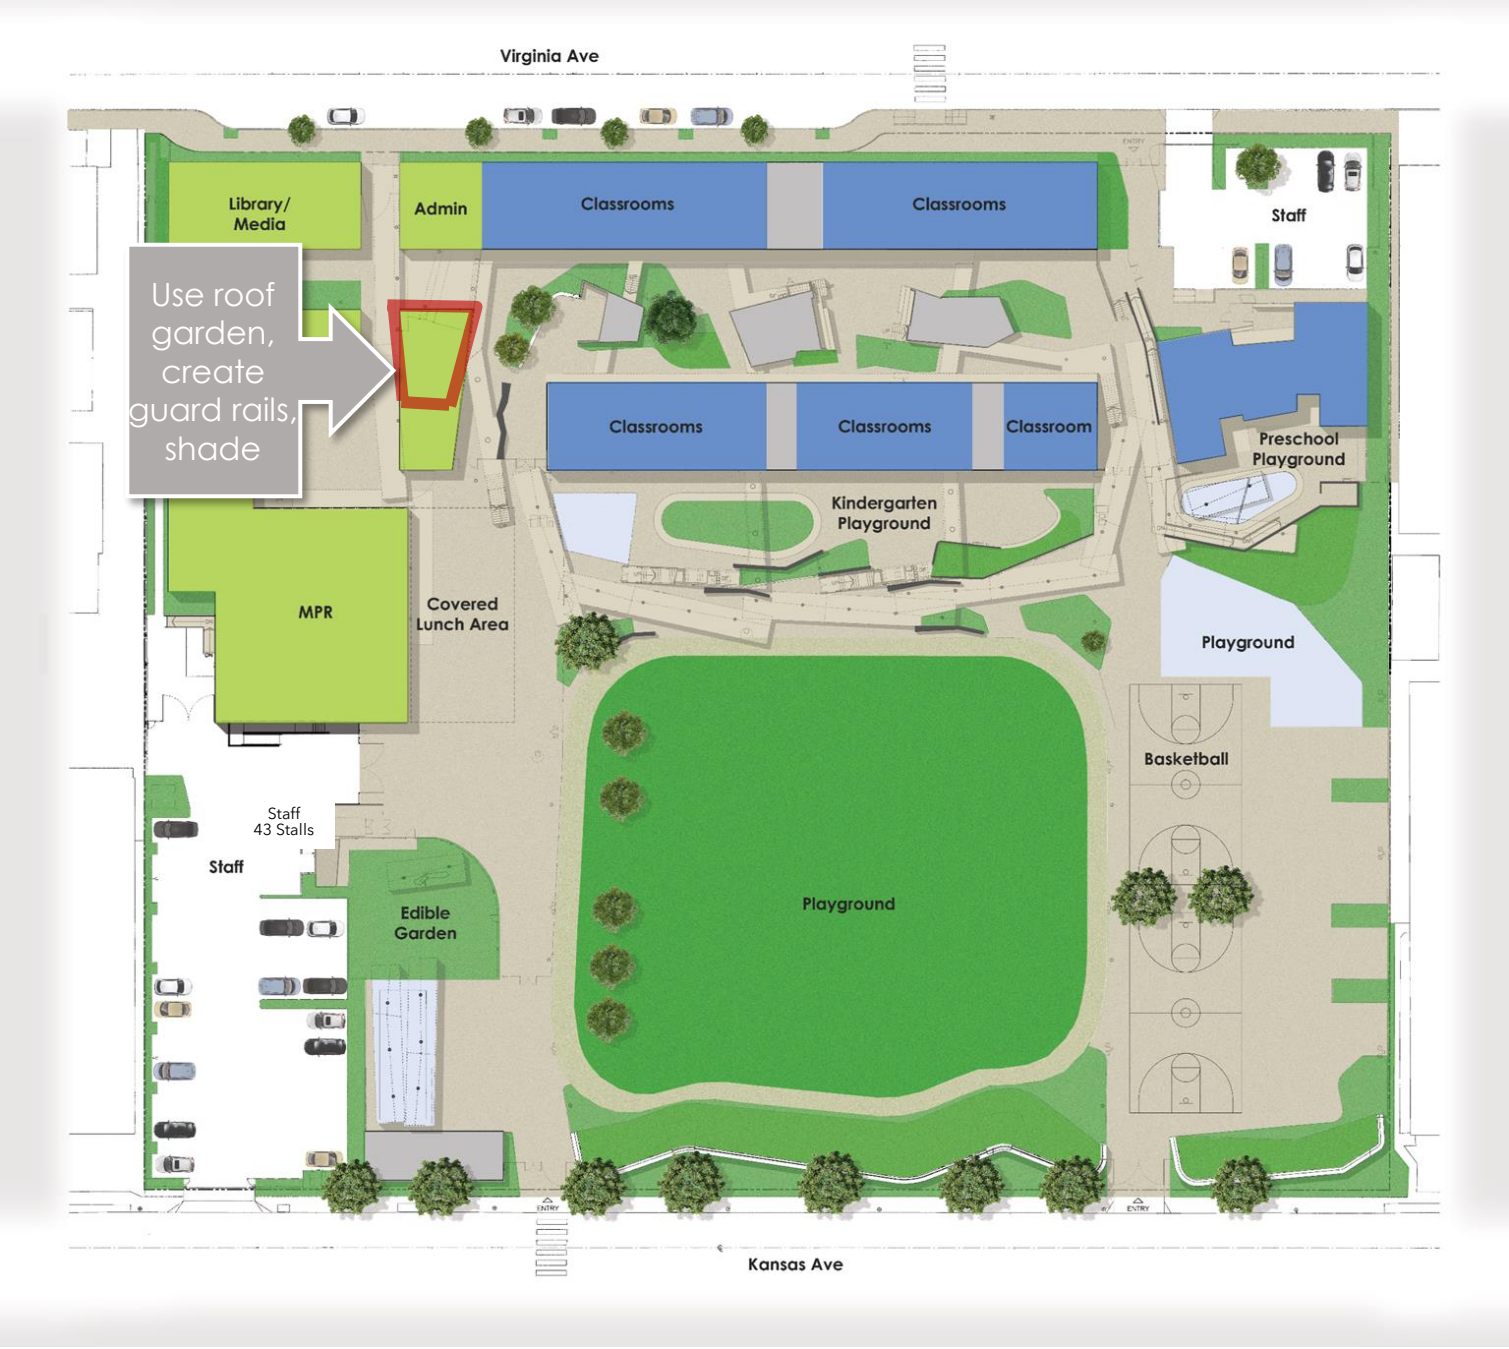 Virginia Ave
ENTRY
Library/
Media
Admin
Classrooms
Classrooms
Staff
Use roof
garden,
create
guard rails,
shade
Classrooms
Classrooms
Classroom
Preschool
Playground
Kindergarten
Playground
MPR
Covered
Lunch Area
Playground
Basketball
Staff
43 Stalls
Staff
Edible
Garden
Playground
ENTRY
ENTRY
Kansas Ave